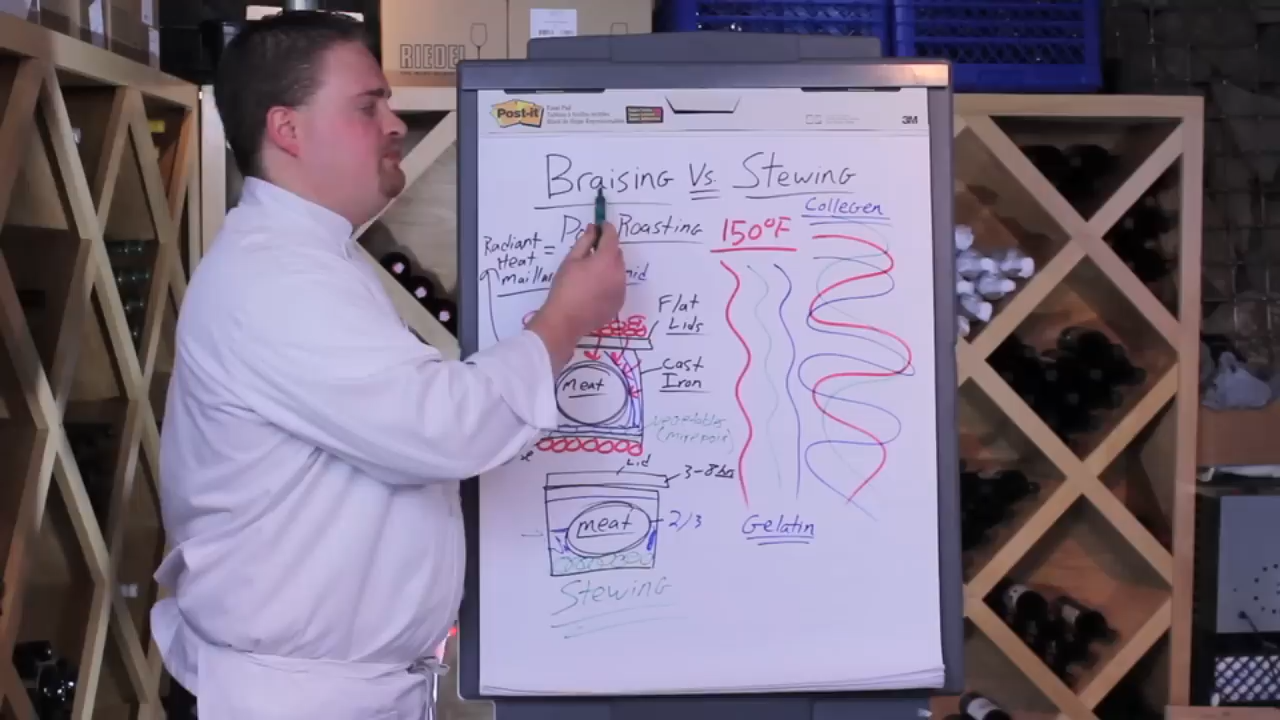 RIEDEL
Post-it
3M
Braising Vs. Stewing
Collegen
Roasting
150°F
Radiant
Heat =
Flat
Lids
meat
Cast
Iron
vegetables
(mirepoix)
Lid
3-8 hrs
meat
2/3
Gelatin
Stewing